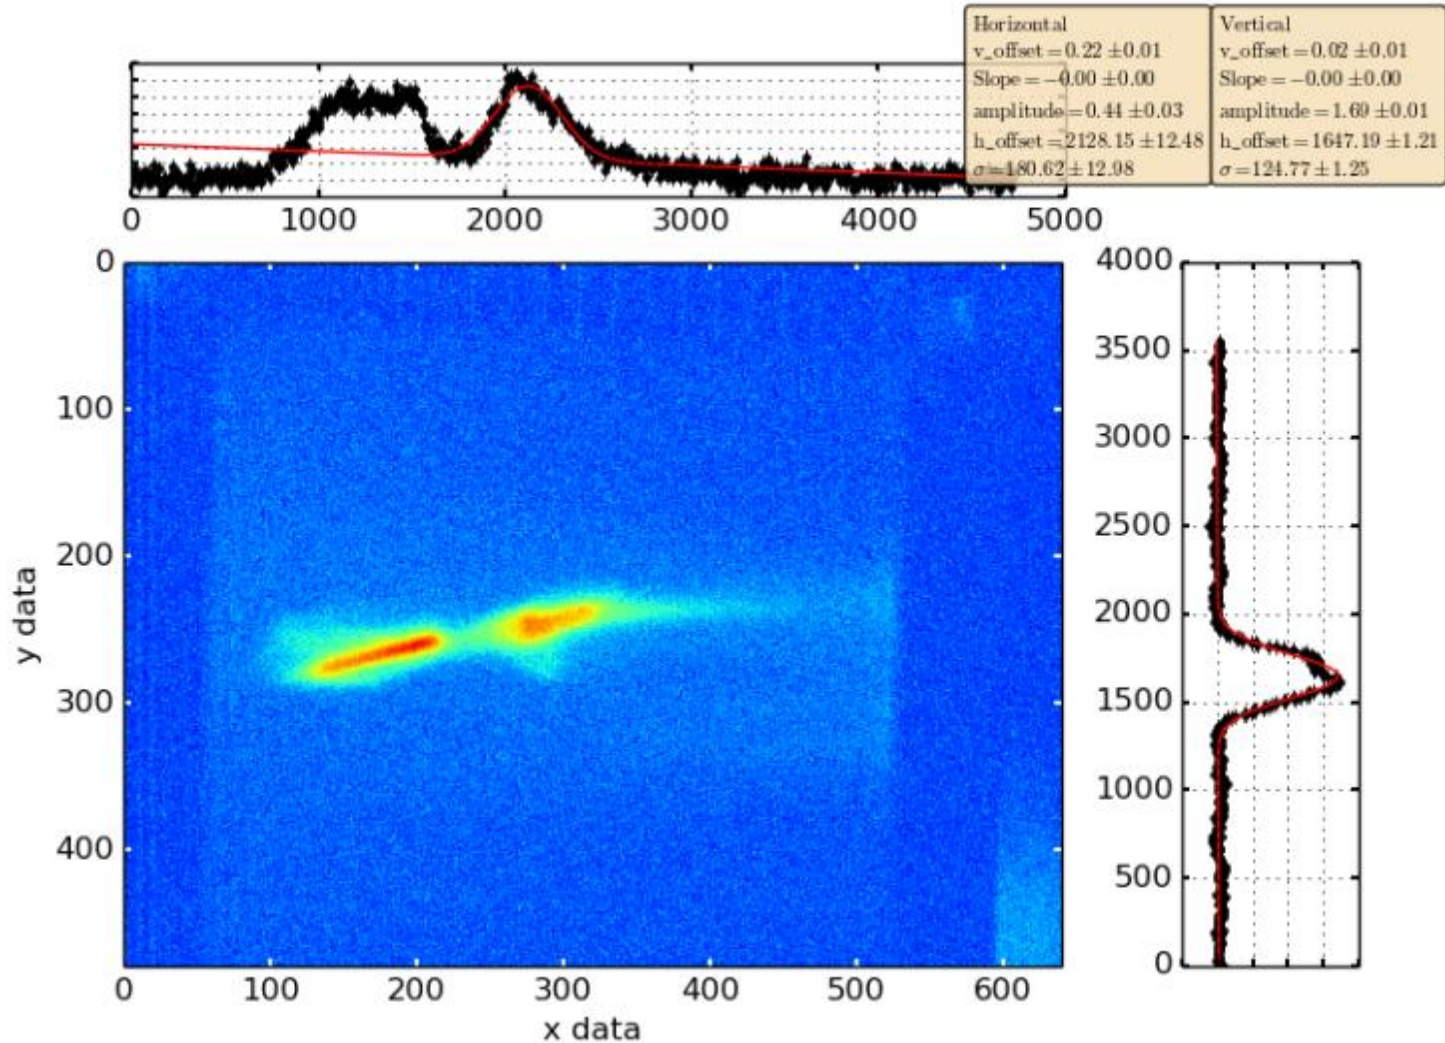 Horizontal
v_offset=0.22 ±0.01
Slope=−0.00 ±0.00
amplitude=0.44 ±0.03
h_offset=2128.15 ±12.48
σ=180.62 ±12.98
Vertical
v_offset=0.02 ±0.01
Slope=−0.00 ±0.00
amplitude=1.69 ±0.01
h_offset=1647.19 ±1.21
σ=124.77 ±1.25
0 1000 2000 3000 4000 5000
0
100
200
300
400
y data
0 100 200 300 400 500 600
x data
4000
3500
3000
2500
2000
1500
1000
500
0